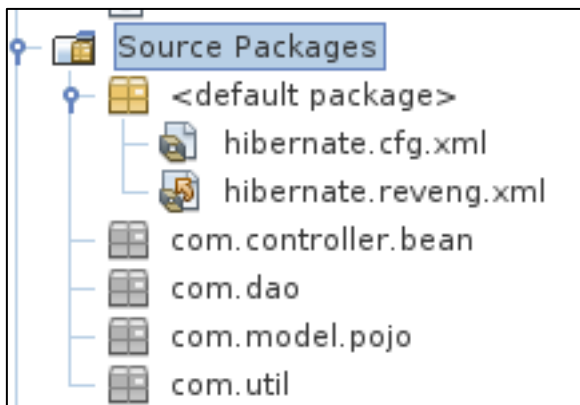 Source Packages
<default package>
hibernate.cfg.xml
hibernate.reveng.xml
com.controller.bean
com.dao
com.model.pojo
com.util